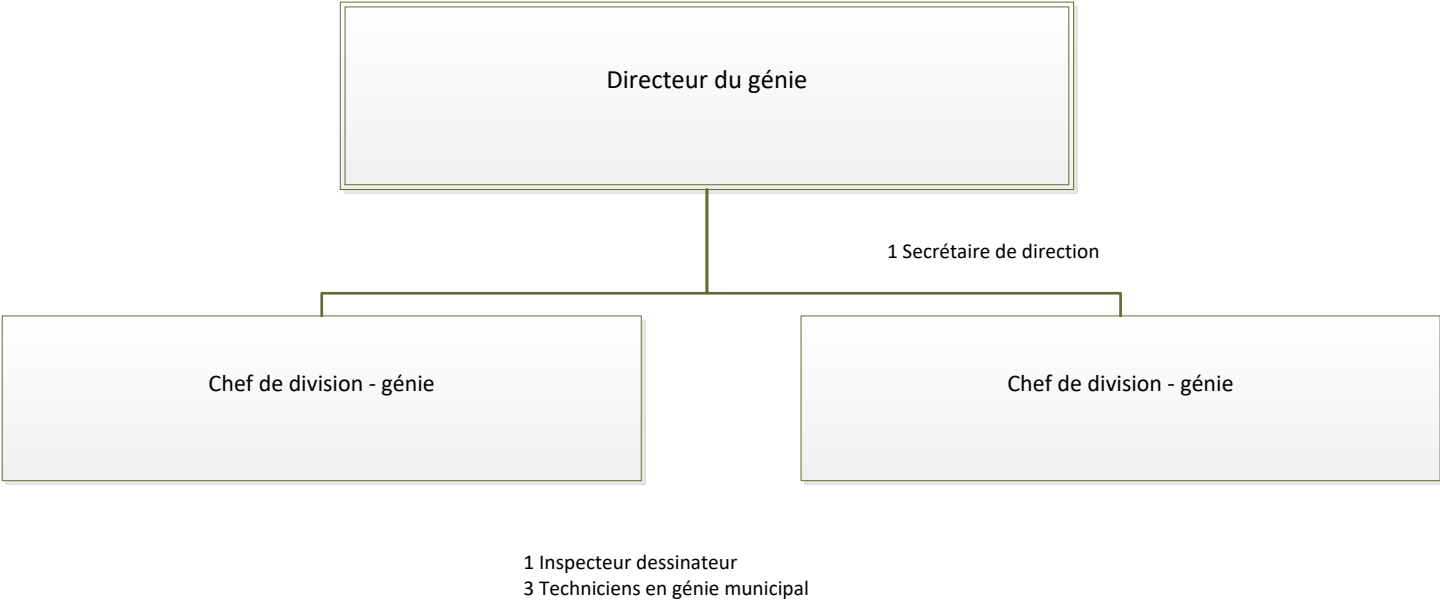 Directeur du génie
1 Secrétaire de direction
Chef de division - génie
Chef de division - génie
1 Inspecteur dessinateur
3 Techniciens en génie municipal